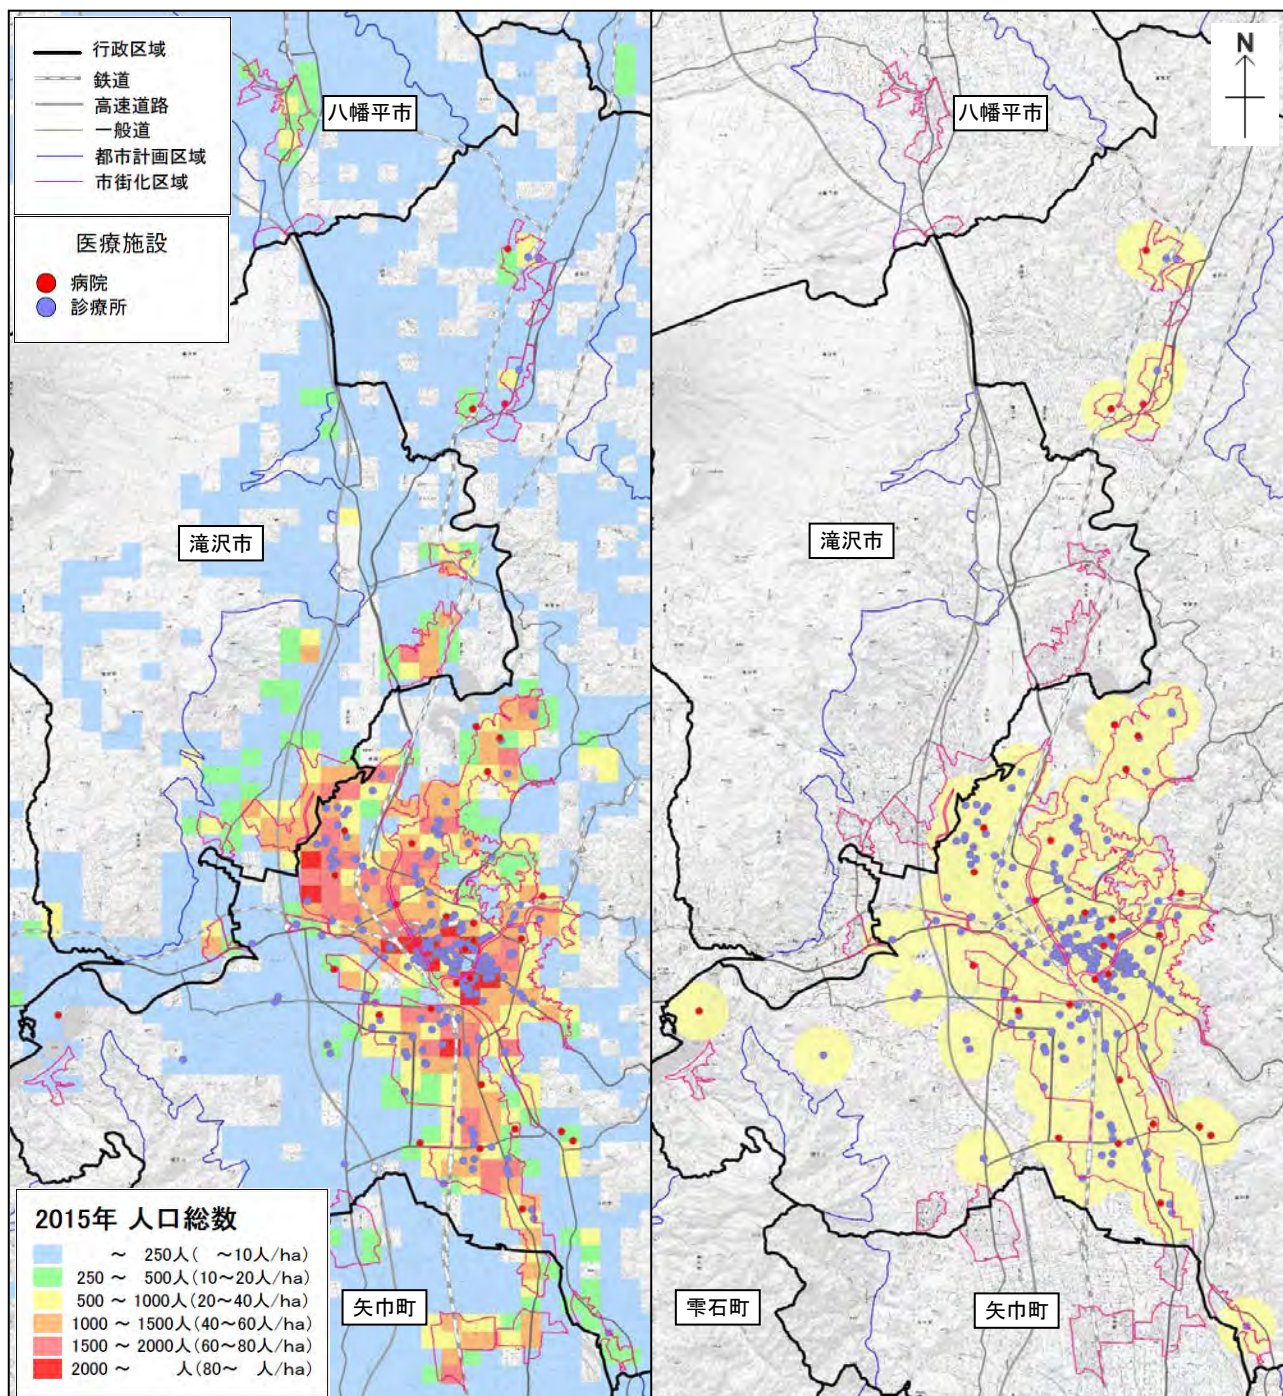 行政区域
鉄道
高速道路
一般道
都市計画区域
市街化区域
医療施設
病院
診療所
八幡平市
滝沢市
矢巾町
2015年 人口総数
～ 250人( ～10人/ha)
250 ～ 500人(10～20人/ha)
500 ～ 1000人(20～40人/ha)
1000 ～ 1500人(40～60人/ha)
1500 ～ 2000人(60～80人/ha)
2000 ～ 人(80～ 人/ha)
N
八幡平市
滝沢市
雫石町
矢巾町